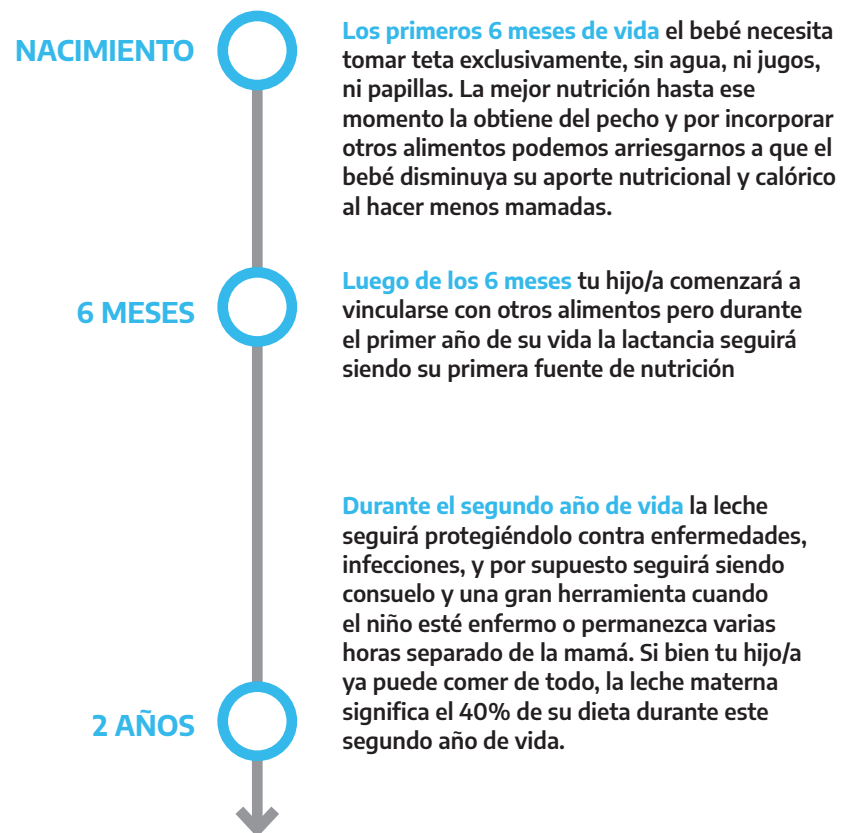 NACIMIENTO
Los primeros 6 meses de vida el bebé necesita
tomar teta exclusivamente, sin agua, ni jugos,
ni papillas. La mejor nutrición hasta ese
momento la obtiene del pecho y por incorporar
otros alimentos podemos arriesgarnos a que el
bebé disminuya su aporte nutricional y calórico
al hacer menos mamadas.
6 MESES
Luego de los 6 meses tu hijo/a comenzará a
vincularse con otros alimentos pero durante
el primer año de su vida la lactancia seguirá
siendo su primera fuente de nutrición
2 AÑOS
Durante el segundo año de vida la leche
seguirá protegiéndolo contra enfermedades,
infecciones, y por supuesto seguirá siendo
consuelo y una gran herramienta cuando
el niño esté enfermo o permanezca varias
horas separado de la mamá. Si bien tu hijo/a
ya puede comer de todo, la leche materna
significa el 40% de su dieta durante este
segundo año de vida.